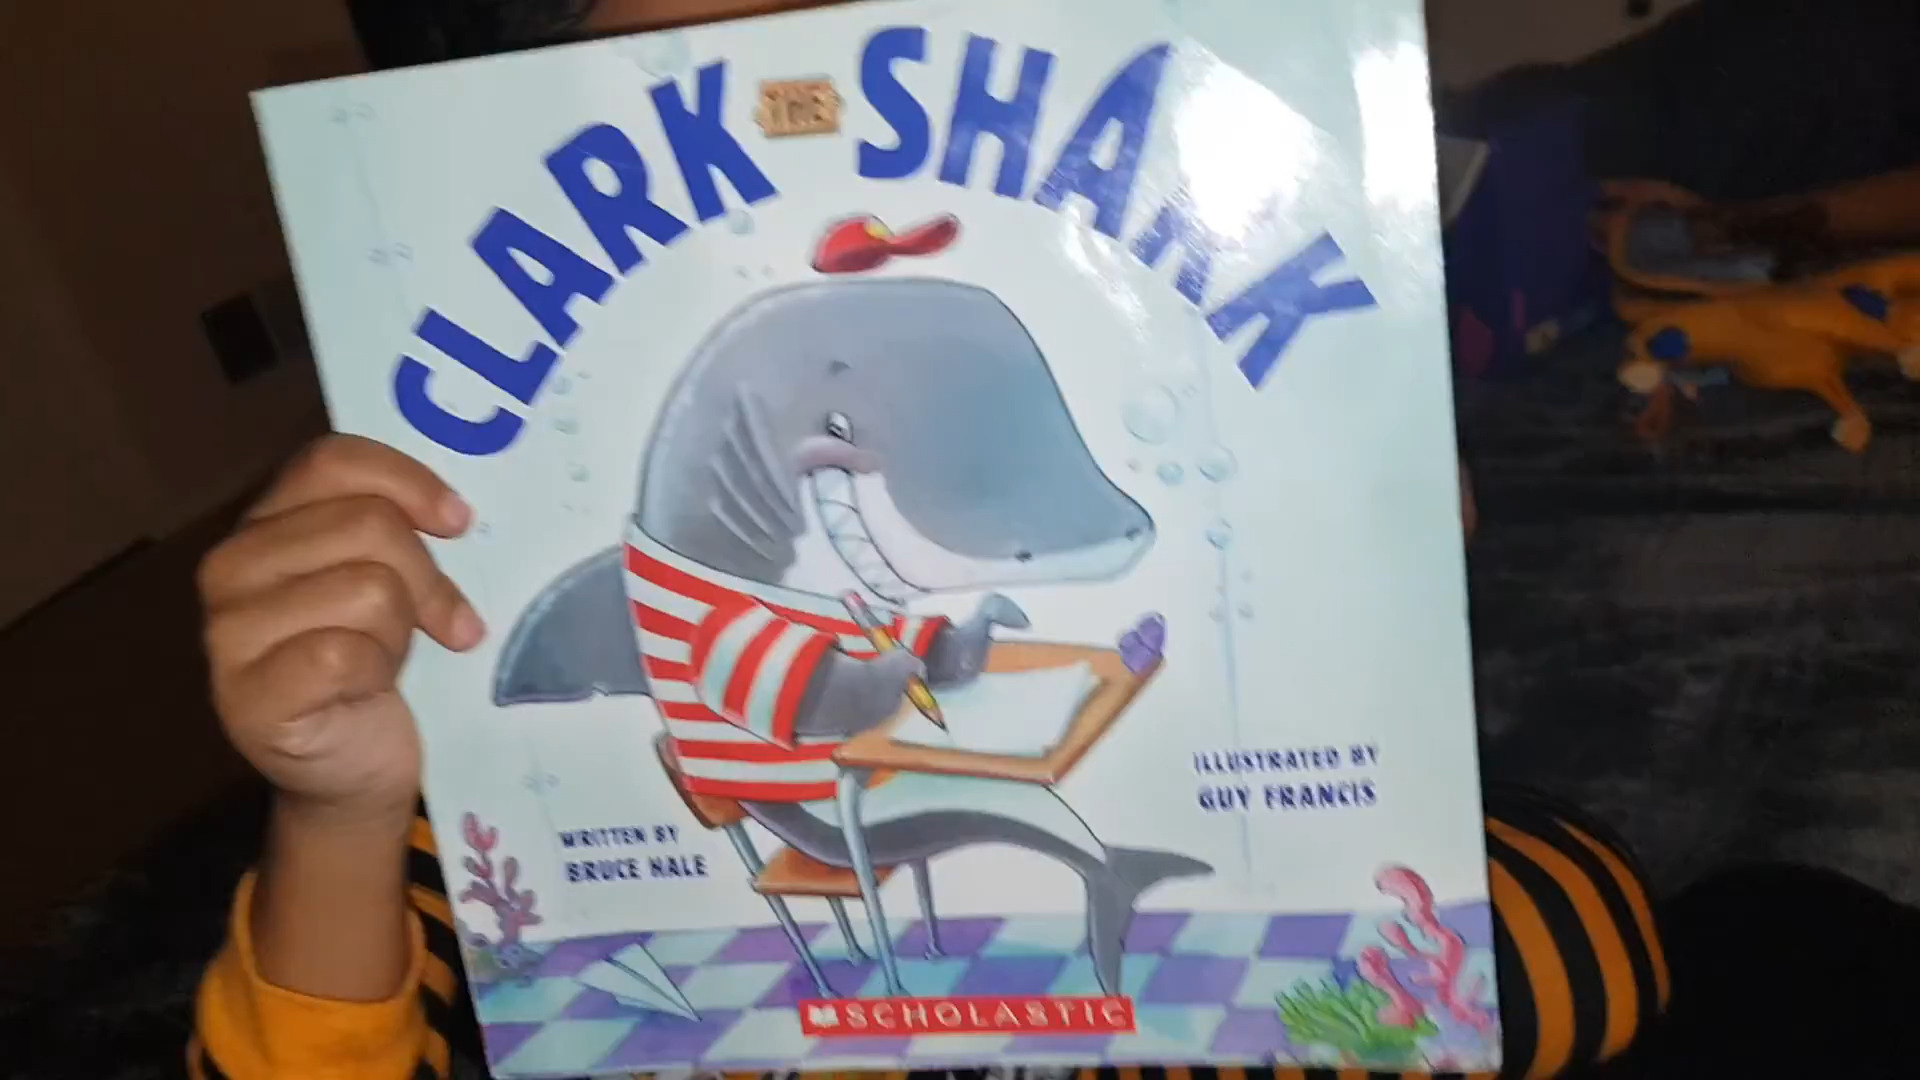 CLARK THE SHARK
WRITTEN BY
BRUCE HALE
ILLUSTRATED BY
GUY FRANCIS
SCHOLASTIC